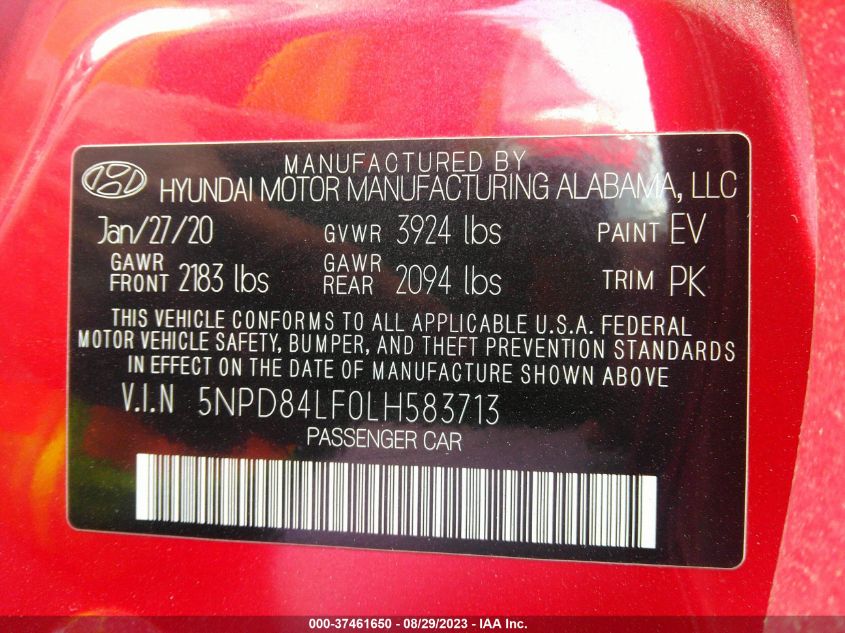 MANUFACTURED BY
HYUNDAI MOTOR MANUFACTURING ALABAMA, LLC
Jan/27/20 GVWR 3924 lbs PAINT EV
GAWR FRONT 2183 lbs GAWR REAR 2094 lbs TRIM PK
THIS VEHICLE CONFORMS TO ALL APPLICABLE U.S.A. FEDERAL
MOTOR VEHICLE SAFETY, BUMPER, AND THEFT PREVENTION STANDARDS
IN EFFECT ON THE DATE OF MANUFACTURE SHOWN ABOVE
V.I.N 5NPD84LF0LH583713
PASSENGER CAR
000-37461650 - 08/29/2023 - IAA Inc.